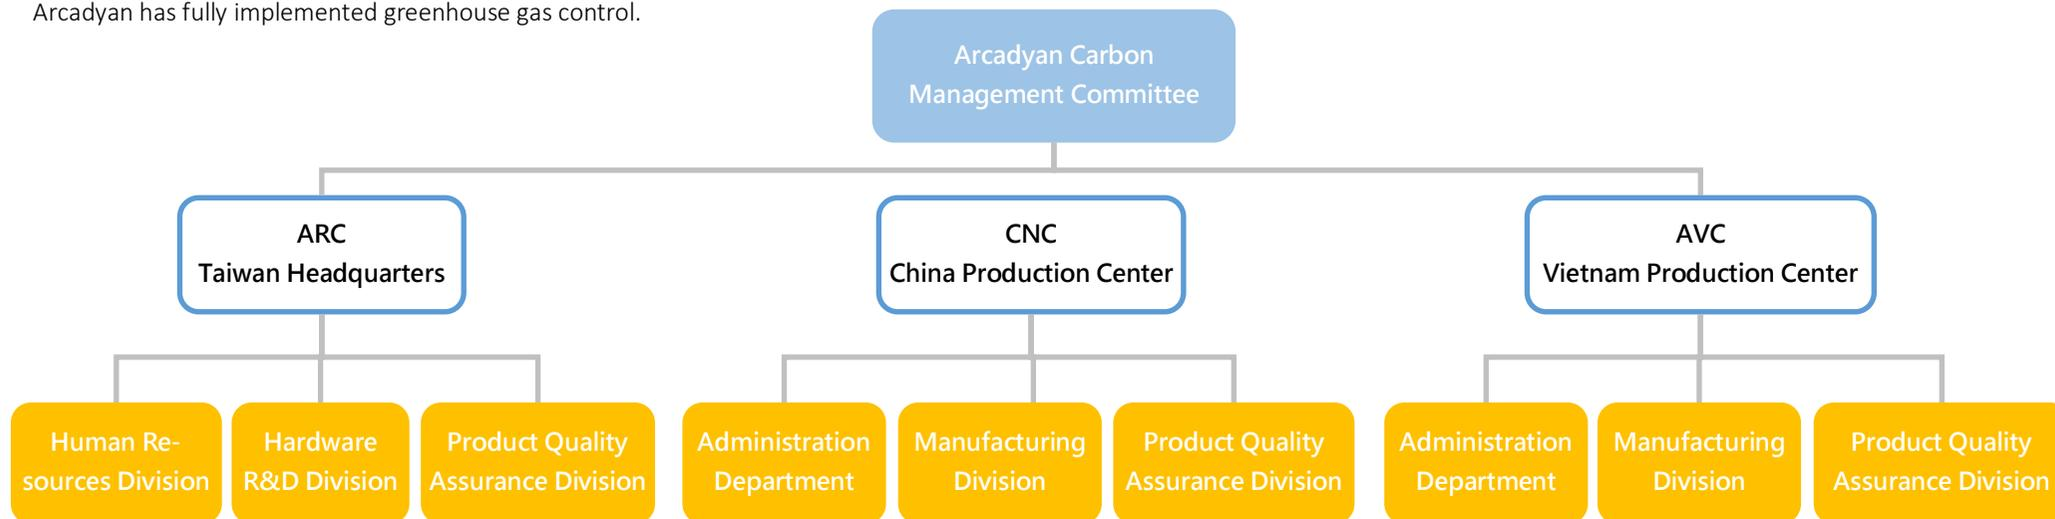 Arcadyan has fully implemented greenhouse gas control.
Arcadyan Carbon
Management Committee
ARC
Taiwan Headquarters
CNC
China Production Center
AVC
Vietnam Production Center
Human Re-
sources Division
Hardware
R&D Division
Product Quality
Assurance Division
Administration
Department
Manufacturing
Division
Product Quality
Assurance Division
Administration
Department
Manufacturing
Division
Product Quality
Assurance Division